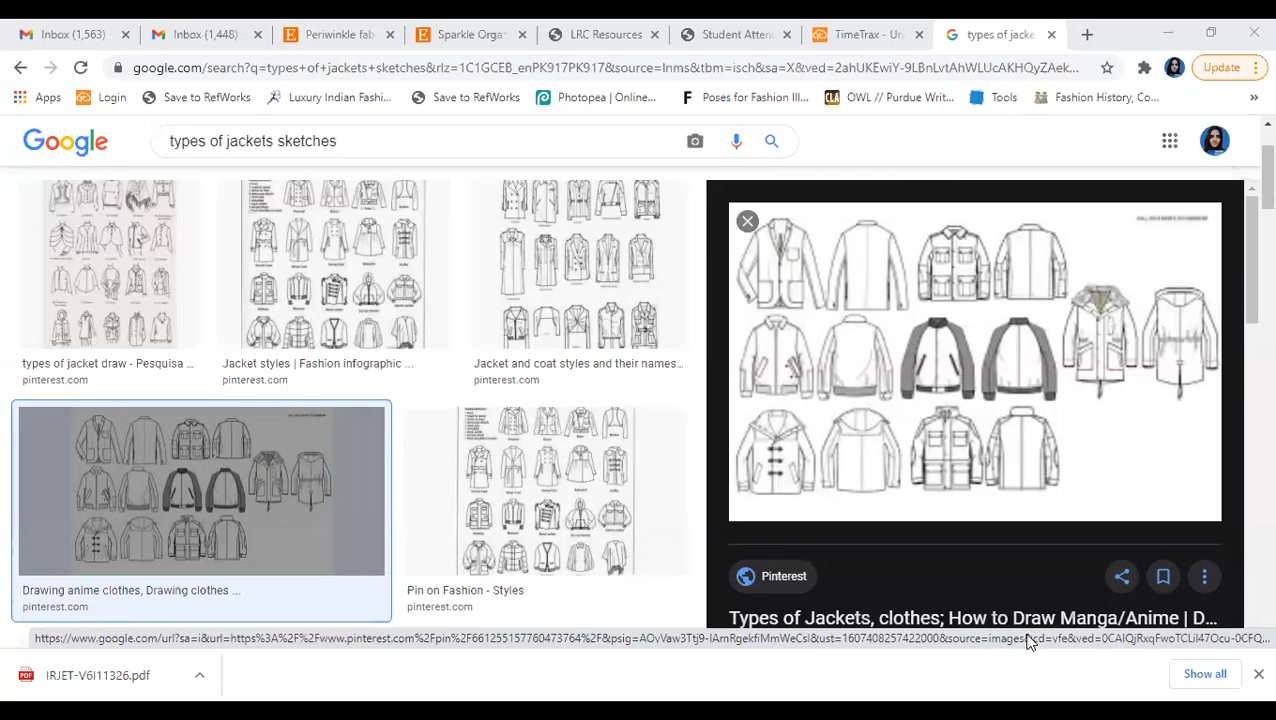 Inbox (1,563)
Inbox (1,448)
Periwinkle fab
Sparkle Orga
LRC Resources
Student Atten
TimeTrax - Un
types of jacke
google.com/search?q=types+of+jackets+sketches&rlz=1C1GCEB_enPK917PK917&source=lnms&tbm=isch&sa=X&ved=2ahUKEwiY-9LBnLvtAhWLUcAKHQyZAek...
Update
Apps
Login
Save to RefWorks
Luxury Indian Fashi...
Save to RefWorks
Photopea | Online...
Poses for Fashion Ill...
OWL // Purdue Writ...
Tools
Fashion History, Co...
Google
types of jackets sketches
types of jacket draw - Pesquisa ...
pinterest.com
Jacket styles | Fashion infographic ...
pinterest.com
Jacket and coat styles and their names...
pinterest.com
Drawing anime clothes, Drawing clothes ...
pinterest.com
Pin on Fashion - Styles
pinterest.com
Pinterest
Types of Jackets, clothes; How to Draw Manga/Anime | D...
IRJET-V6I11326.pdf
Show all